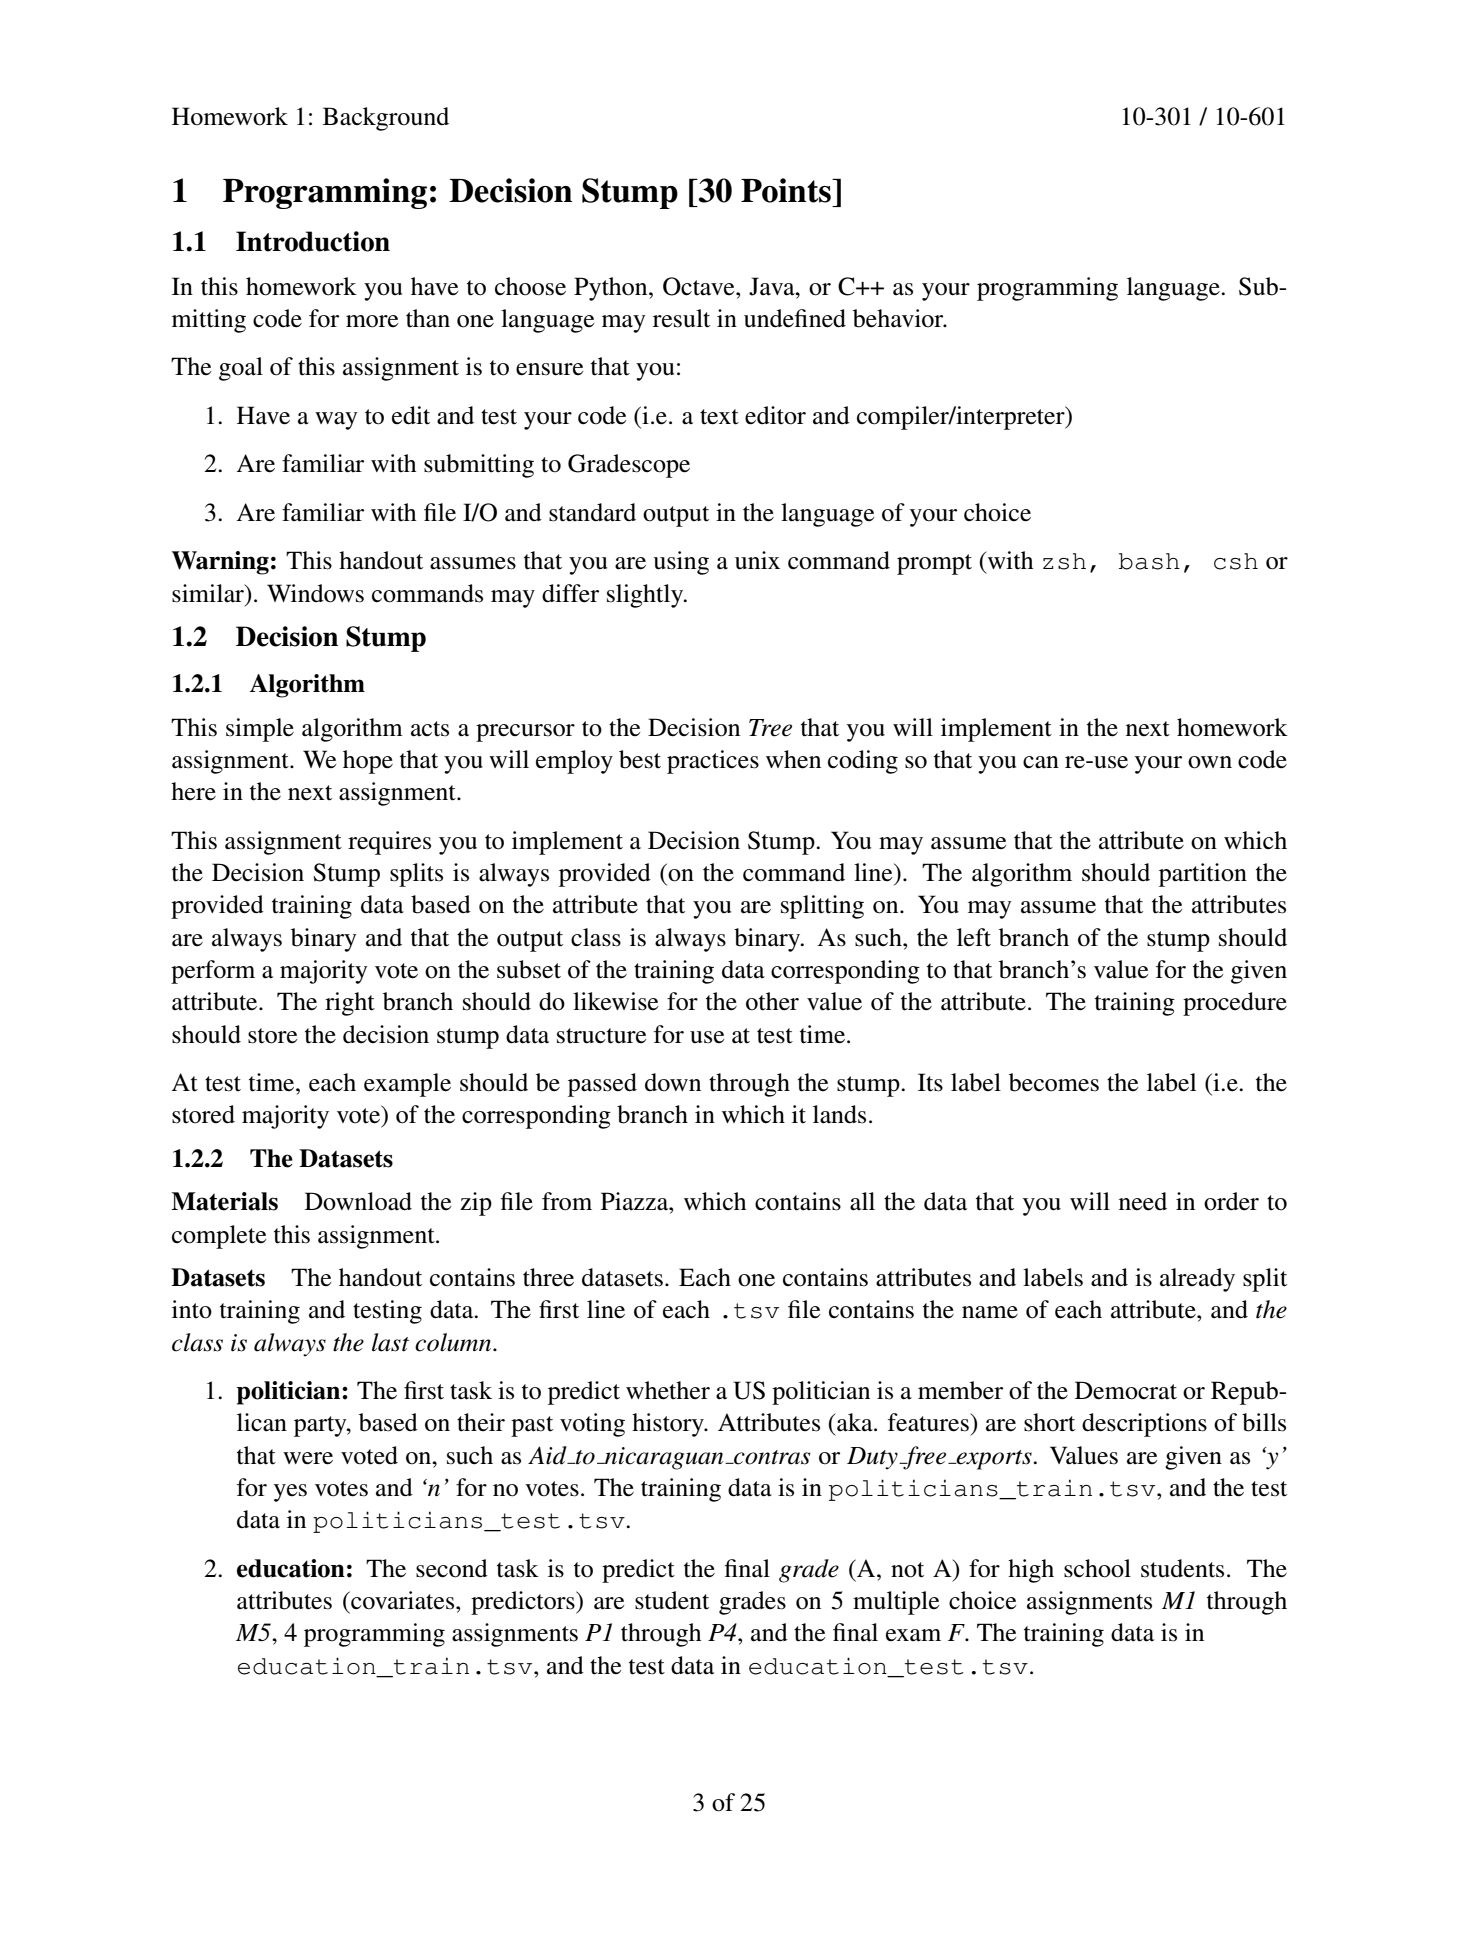 Homework 1: Background 10-301 / 10-601
1 Programming: Decision Stump [30 Points]
1.1 Introduction
In this homework you have to choose Python, Octave, Java, or C++ as your programming language. Sub-
mitting code for more than one language may result in undefined behavior.
The goal of this assignment is to ensure that you:
1. Have a way to edit and test your code (i.e. a text editor and compiler/interpreter)
2. Are familiar with submitting to Gradescope
3. Are familiar with file I/O and standard output in the language of your choice
Warning: This handout assumes that you are using a unix command prompt (with zsh, bash, csh or
similar). Windows commands may differ slightly.
1.2 Decision Stump
1.2.1 Algorithm
This simple algorithm acts a precursor to the Decision Tree that you will implement in the next homework
assignment. We hope that you will employ best practices when coding so that you can re-use your own code
here in the next assignment.
This assignment requires you to implement a Decision Stump. You may assume that the attribute on which
the Decision Stump splits is always provided (on the command line). The algorithm should partition the
provided training data based on the attribute that you are splitting on. You may assume that the attributes
are always binary and that the output class is always binary. As such, the left branch of the stump should
perform a majority vote on the subset of the training data corresponding to that branch's value for the given
attribute. The right branch should do likewise for the other value of the attribute. The training procedure
should store the decision stump data structure for use at test time.
At test time, each example should be passed down through the stump. Its label becomes the label (i.e. the
stored majority vote) of the corresponding branch in which it lands.
1.2.2 The Datasets
Materials Download the zip file from Piazza, which contains all the data that you will need in order to
complete this assignment.
Datasets The handout contains three datasets. Each one contains attributes and labels and is already split
into training and testing data. The first line of each .tsv file contains the name of each attribute, and the
class is always the last column.
1. politician: The first task is to predict whether a US politician is a member of the Democrat or Repub-
lican party, based on their past voting history. Attributes (aka. features) are short descriptions of bills
that were voted on, such as Aid_to_nicaraguan_contras or Duty_free_exports. Values are given as ‘y’
for yes votes and ‘n’ for no votes. The training data is in politicians_train.tsv, and the test
data in politicians_test.tsv.
2. education: The second task is to predict the final grade (A, not A) for high school students. The
attributes (covariates, predictors) are student grades on 5 multiple choice assignments M1 through
M5, 4 programming assignments P1 through P4, and the final exam F. The training data is in
education_train.tsv, and the test data in education_test.tsv.
3 of 25